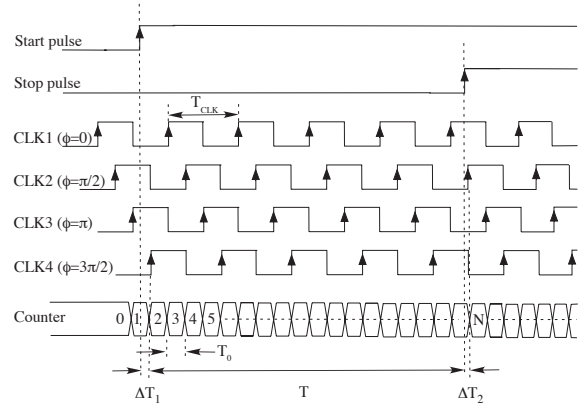 Start pulse
Stop pulse
T_CLK
CLK1 (ϕ=0)
CLK2 (ϕ=π/2)
CLK3 (ϕ=π)
CLK4 (ϕ=3π/2)
Counter 0 1 2 3 4 5 N
T_0
ΔT_1 T ΔT_2